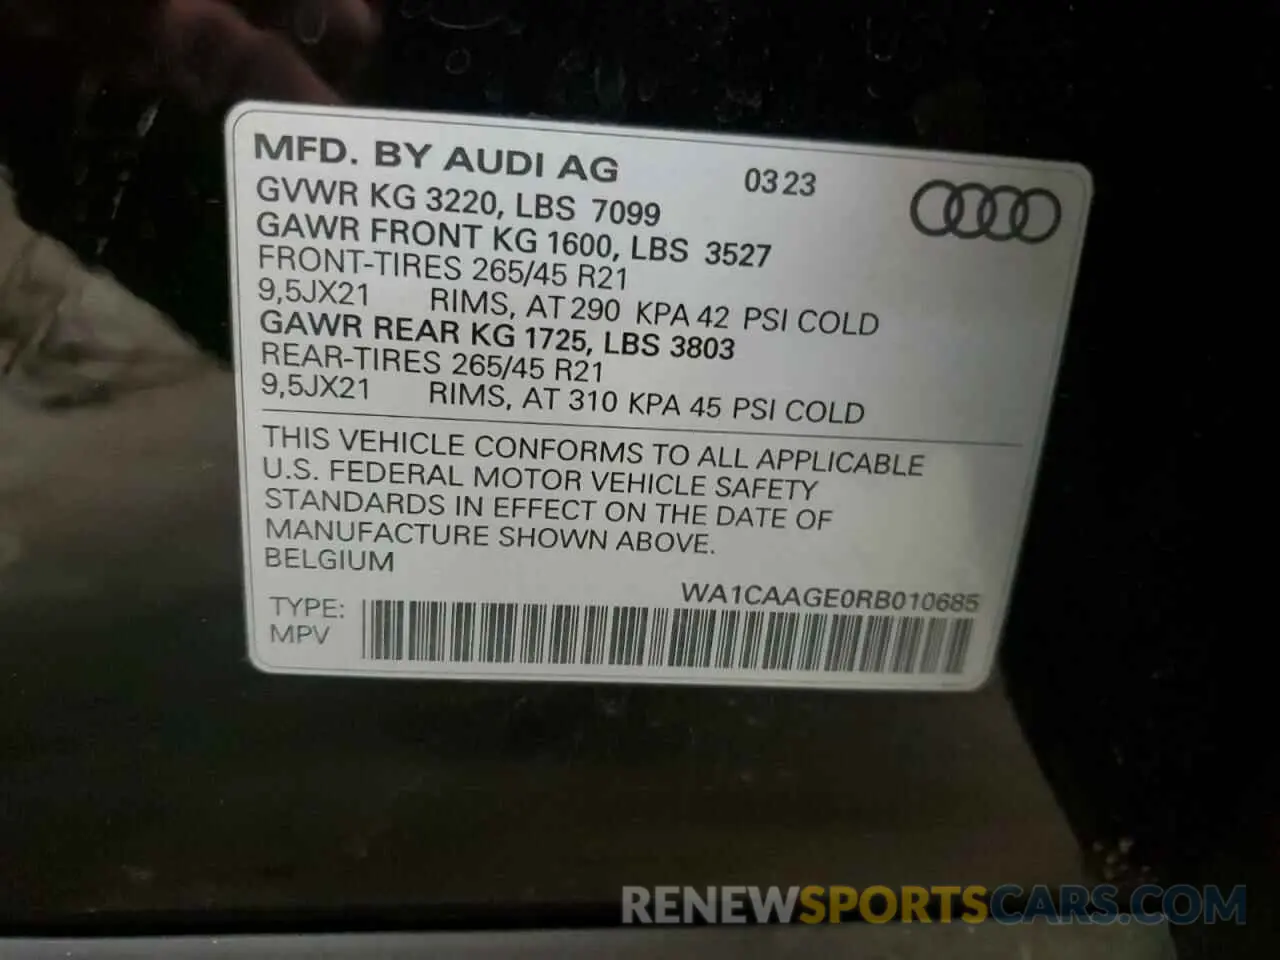 MFD. BY AUDI AG 0323
GVWR KG 3220, LBS 7099
GAWR FRONT KG 1600, LBS 3527
FRONT-TIRES 265/45 R21
9,5JX21 RIMS, AT 290 KPA 42 PSI COLD
GAWR REAR KG 1725, LBS 3803
REAR-TIRES 265/45 R21
9,5JX21 RIMS, AT 310 KPA 45 PSI COLD
THIS VEHICLE CONFORMS TO ALL APPLICABLE
U.S. FEDERAL MOTOR VEHICLE SAFETY
STANDARDS IN EFFECT ON THE DATE OF
MANUFACTURE SHOWN ABOVE.
BELGIUM
WA1CAAGE0RB010685
TYPE:
MPV
RENEWSPORTSCARS.COM